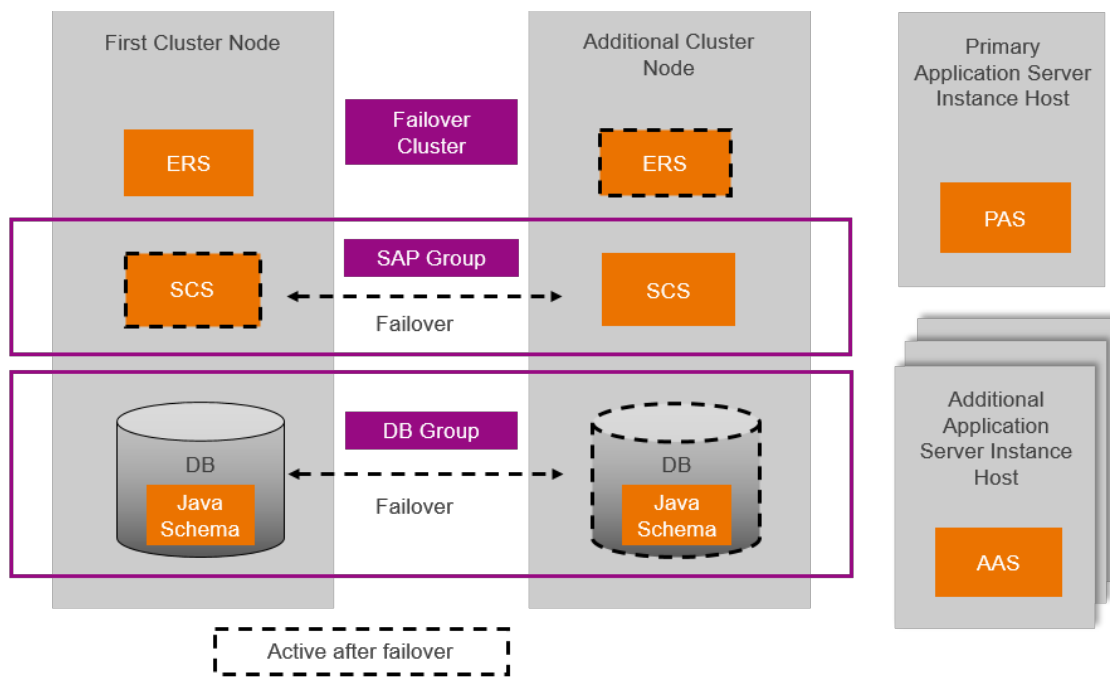 First Cluster Node
Additional Cluster
Node
Primary
Application Server
Instance Host
Failover
Cluster
ERS
ERS
PAS
SAP Group
SCS
SCS
Failover
DB Group
DB
Java
Schema
Failover
DB
Java
Schema
Additional
Application
Server Instance
Host
AAS
Active after failover